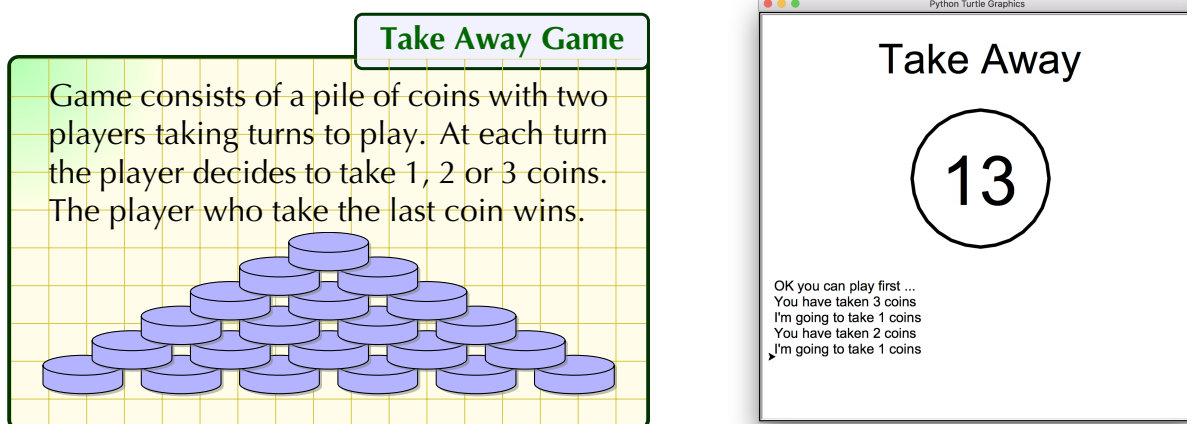 Take Away Game
Game consists of a pile of coins with two
players taking turns to play. At each turn
the player decides to take 1, 2 or 3 coins.
The player who take the last coin wins.
Python Turtle Graphics
Take Away
13
OK you can play first ...
You have taken 3 coins
I'm going to take 1 coins
You have taken 2 coins
I'm going to take 1 coins